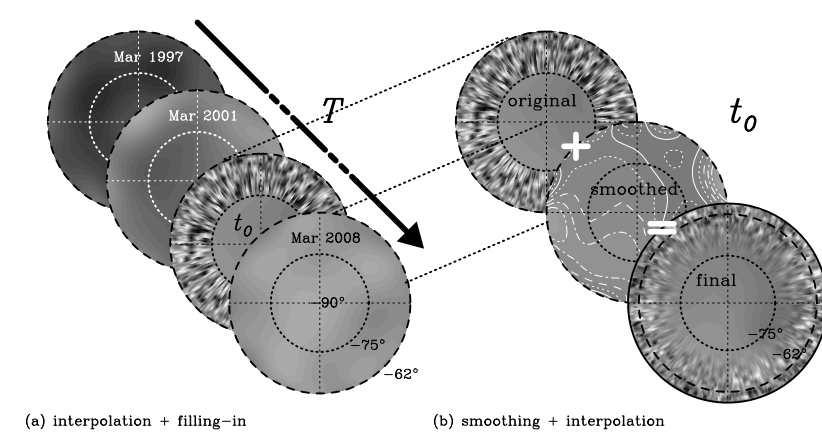 Mar 1997
Mar 2001
T
t0
Mar 2008
−90°
−75°
−62°
(a) interpolation + filling−in
original
+
t0
smoothed
=
final
−75°
−62°
(b) smoothing + interpolation